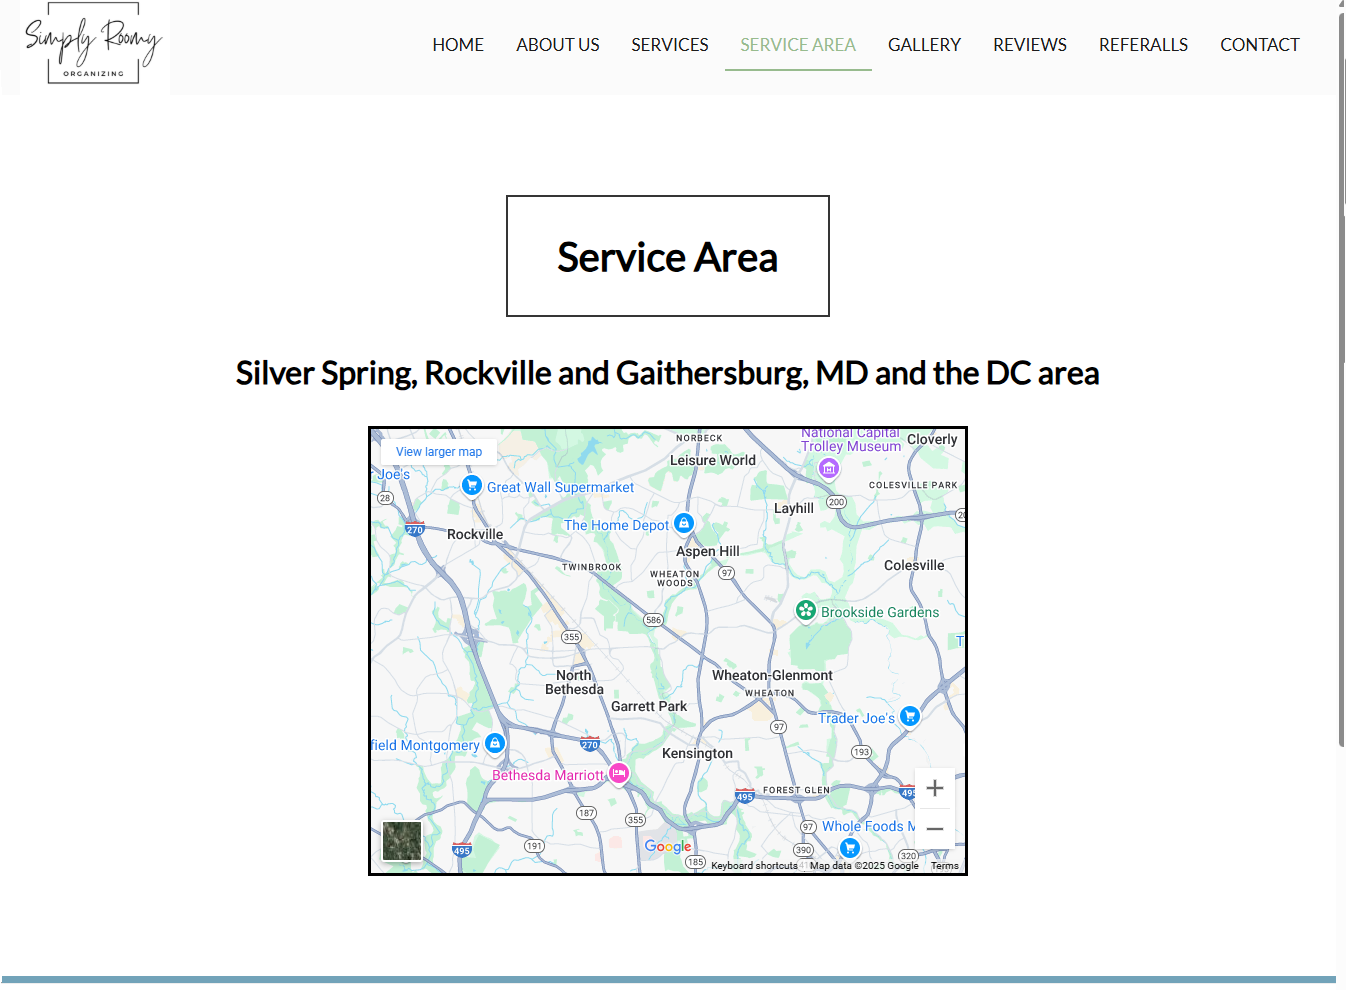 Simply Roomy
ORGANIZING
HOME ABOUT US SERVICES SERVICE AREA GALLERY REVIEWS REFERALLS CONTACT
Service Area
Silver Spring, Rockville and Gaithersburg, MD and the DC area
View larger map
NORBECK
National Capital
Trolley Museum
Cloverly
Leisure World
Joe's
Great Wall Supermarket
COLESVILLE PARK
28
200
Layhill
270
The Home Depot
Rockville
Aspen Hill
Colesville
TWINBROOK
WHEATON
WOODS
97
Brookside Gardens
586
355
North
Bethesda
Wheaton-Glenmont
WHEATON
Garrett Park
Trader Joe's
97
field Montgomery
270
Kensington
193
Bethesda Marriott
495
FOREST GLEN
495
187
355
97
Whole Foods M
191
Google
390
320
495
185
Keyboard shortcuts
Map data ©2025 Google
Terms